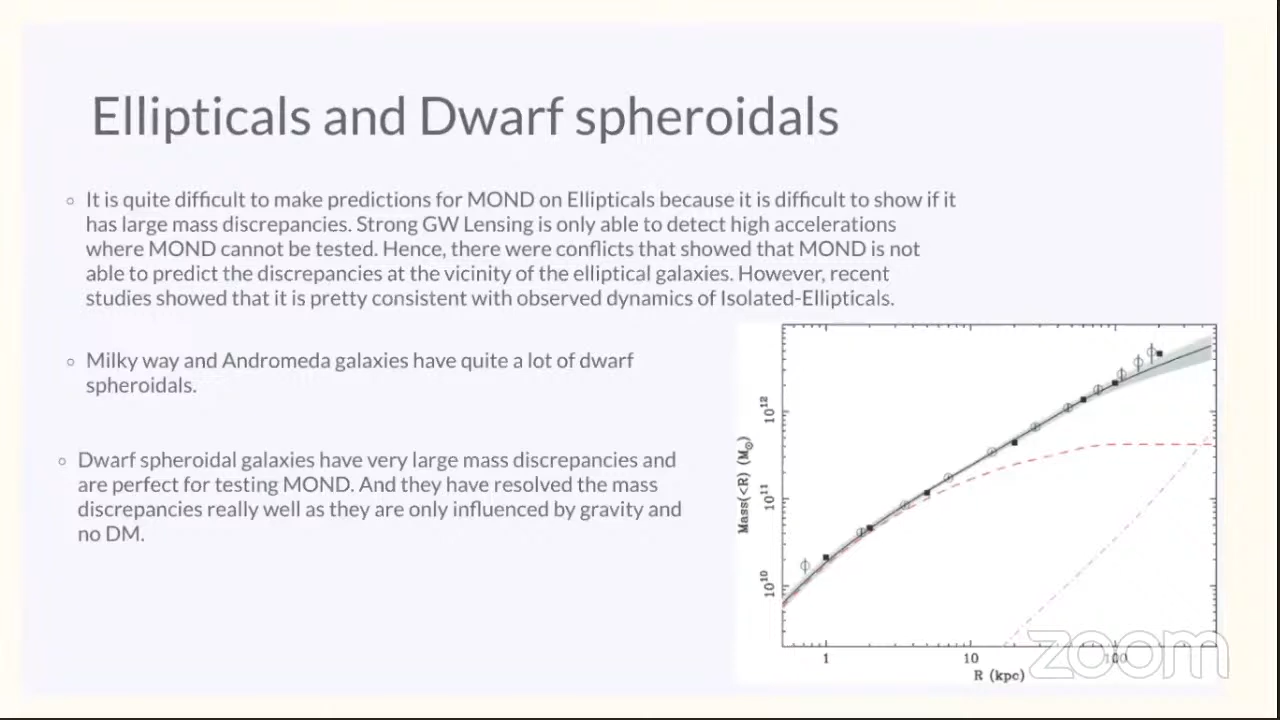 Ellipticals and Dwarf spheroidals
It is quite difficult to make predictions for MOND on Ellipticals because it is difficult to show if it
has large mass discrepancies. Strong GW Lensing is only able to detect high accelerations
where MOND cannot be tested. Hence, there were conflicts that showed that MOND is not
able to predict the discrepancies at the vicinity of the elliptical galaxies. However, recent
studies showed that it is pretty consistent with observed dynamics of Isolated-Ellipticals.
Milky way and Andromeda galaxies have quite a lot of dwarf
spheroidals.
Dwarf spheroidal galaxies have very large mass discrepancies and
are perfect for testing MOND. And they have resolved the mass
discrepancies really well as they are only influenced by gravity and
no DM.
Mass(<R) (M⊙)
10¹²
10¹¹
10¹⁰
1 10 100
R (kpc)
zoom